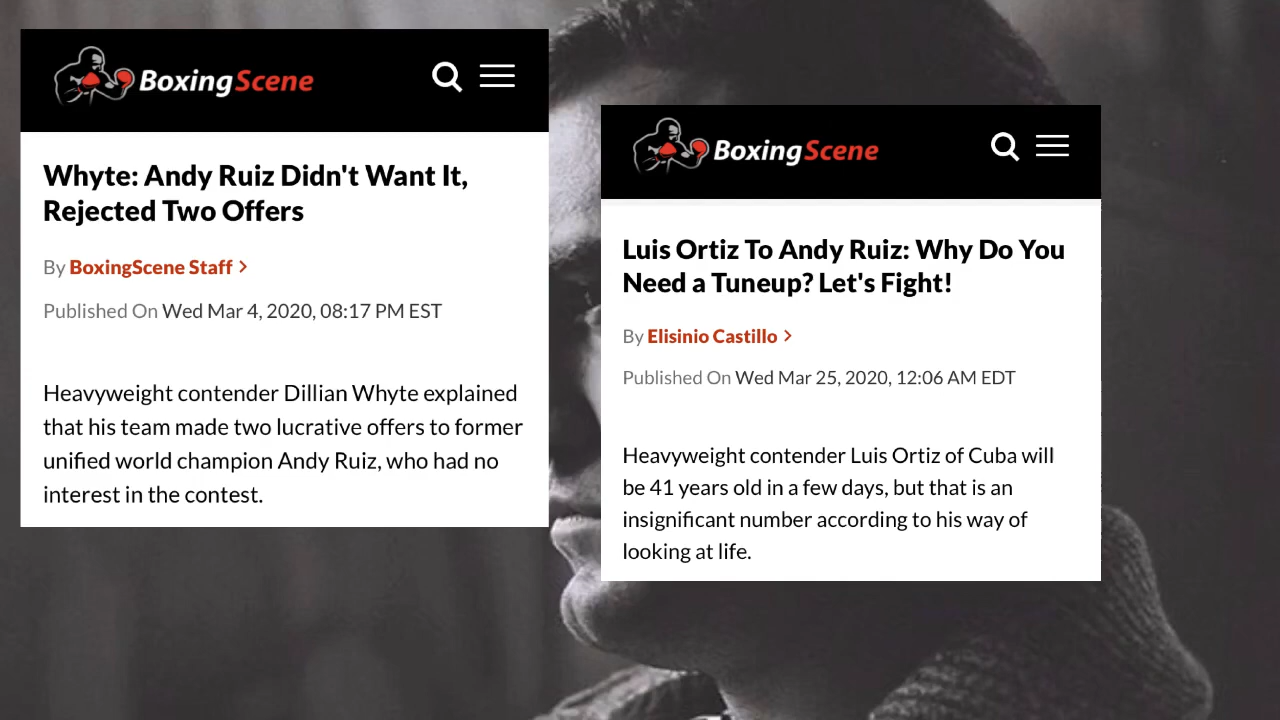 BoxingScene
Whyte: Andy Ruiz Didn't Want It,
Rejected Two Offers
By BoxingScene Staff >
Published On Wed Mar 4, 2020, 08:17 PM EST
Heavyweight contender Dillian Whyte explained
that his team made two lucrative offers to former
unified world champion Andy Ruiz, who had no
interest in the contest.
BoxingScene
Luis Ortiz To Andy Ruiz: Why Do You
Need a Tuneup? Let's Fight!
By Elisinio Castillo >
Published On Wed Mar 25, 2020, 12:06 AM EDT
Heavyweight contender Luis Ortiz of Cuba will
be 41 years old in a few days, but that is an
insignificant number according to his way of
looking at life.